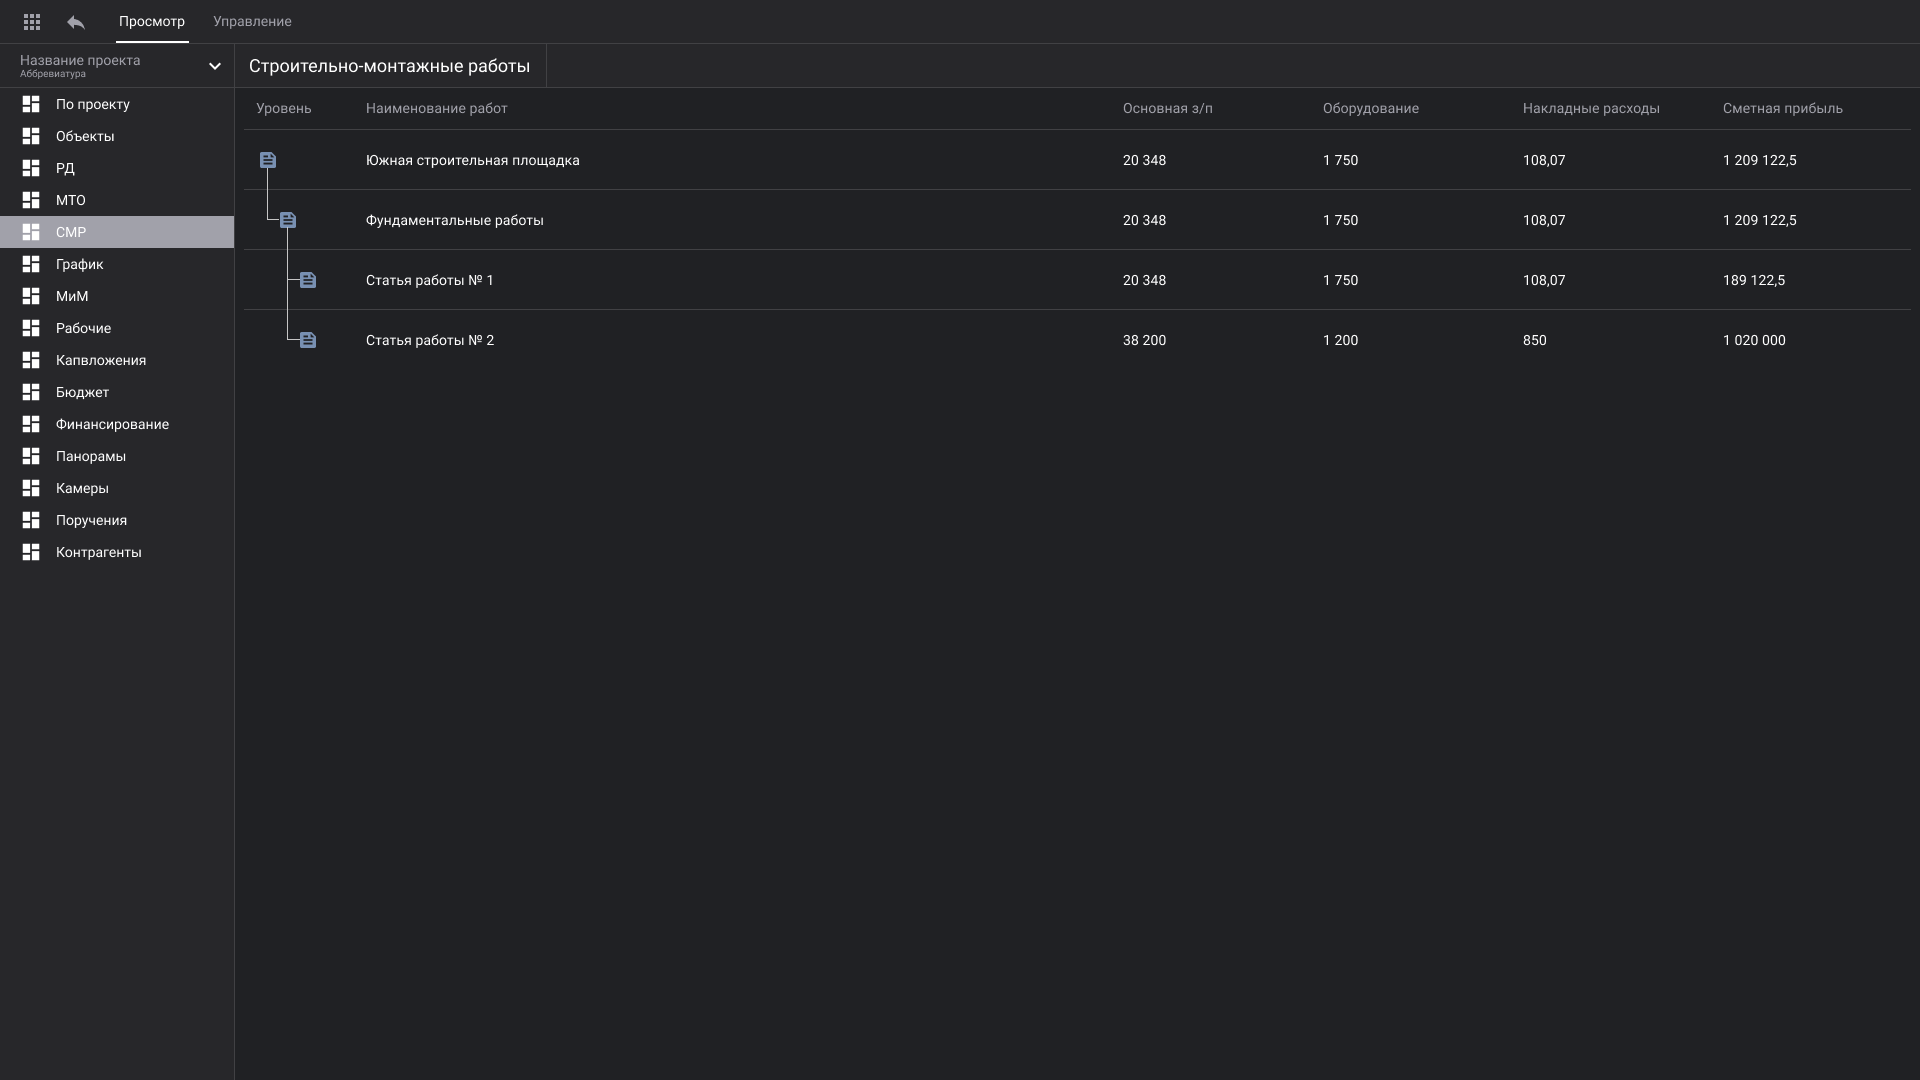 Просмотр Управление
Название проекта
Аббревиатура
Строительно-монтажные работы
По проекту
Объекты
РД
МТО
СМР
График
МиМ
Рабочие
Капвложения
Бюджет
Финансирование
Панорамы
Камеры
Поручения
Контрагенты
Уровень Наименование работ Основная з/п Оборудование Накладные расходы Сметная прибыль
Южная строительная площадка 20 348 1 750 108,07 1 209 122,5
Фундаментальные работы 20 348 1 750 108,07 1 209 122,5
Статья работы № 1 20 348 1 750 108,07 189 122,5
Статья работы № 2 38 200 1 200 850 1 020 000